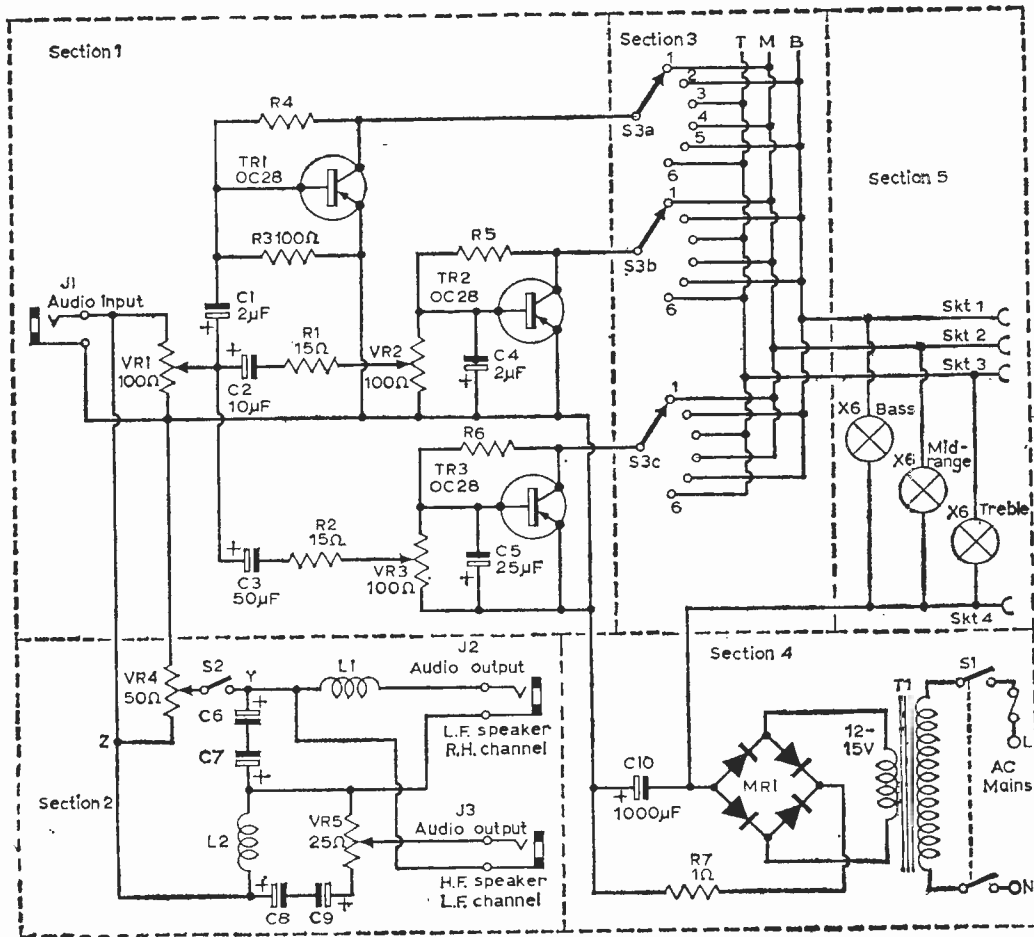 Section 1
Section 3
T M B
R4
S3a
1
2
3
4
5
6
TR1
OC28
R3 100Ω
Section 5
R5
S3b
1
6
TR2
OC28
J1
Audio Input
C1
2μF
+
VR1
100Ω
R1
15Ω
VR2
100Ω
C4
2μF
+
+
C2
10μF
Skt 1
Skt 2
Skt 3
X6 Bass
Mid-
X6 range
X6 Treble
R6
S3c
1
6
TR3
OC28
R2
15Ω
VR3
100Ω
C5
25μF
+
+
C3
50μF
Skt 4
Section 4
J2
Audio output
S2
Y
L1
VR4
50Ω
C6
+
L.F. speaker
R.H. channel
Z
C7
+
T1
S1
12-
15V
L
AC
Mains
C10
+
1000μF
MR1
Section 2
J3
Audio output
L2
VR5
25Ω
R7
1Ω
H.F. speaker
L.F. channel
+
C8
C9
+
N